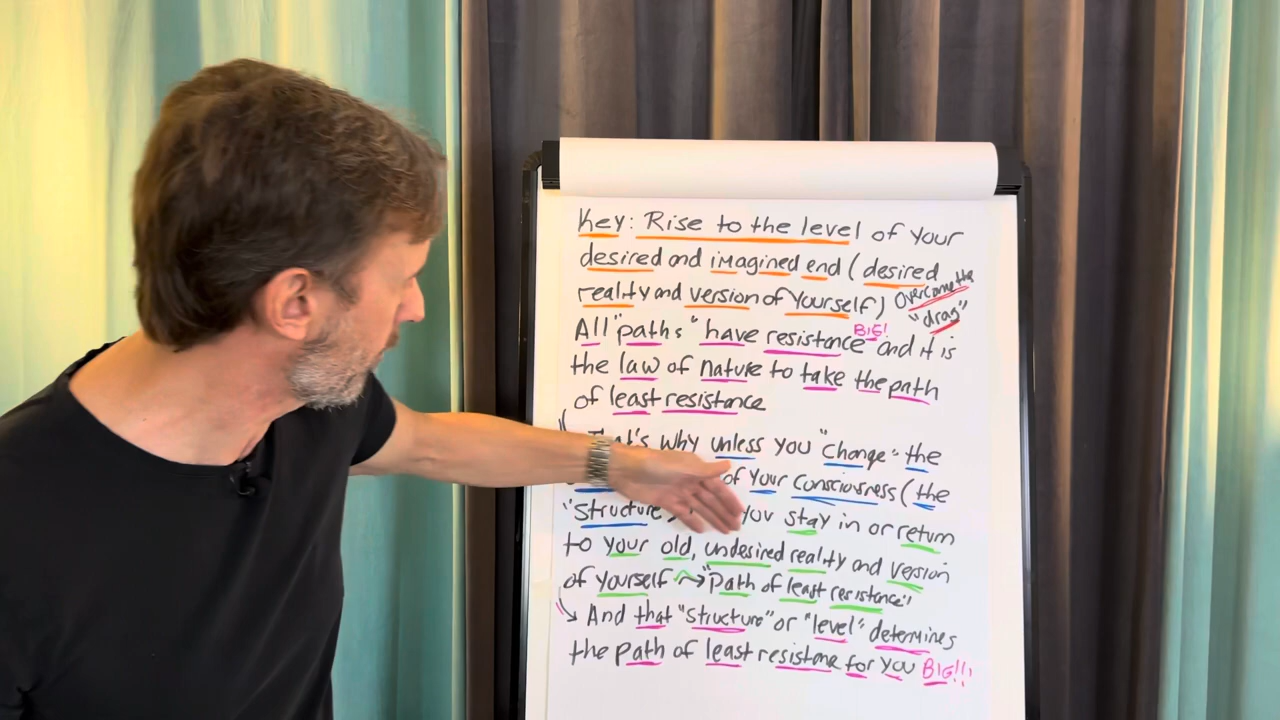 Key: Rise to the level of your
desired and imagined end (desired
reality and version of yourself) Overcome the
"drag"
All "paths" have resistance BIG! and it is
the law of nature to take the path
of least resistance
That's why unless you "change" the
of your consciousness (the
"structure" you stay in or return
to your old, undesired reality and version
of yourself ⤳ "Path of least resistance"
↘ And that "structure" or "level" determines
the path of least resistance for you BIG!!!